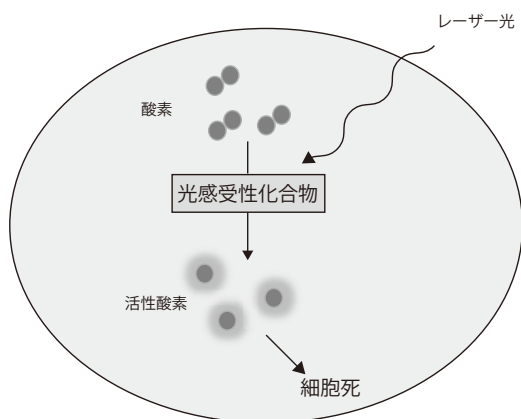 レーザー光
酸素
光感受性化合物
活性酸素
細胞死